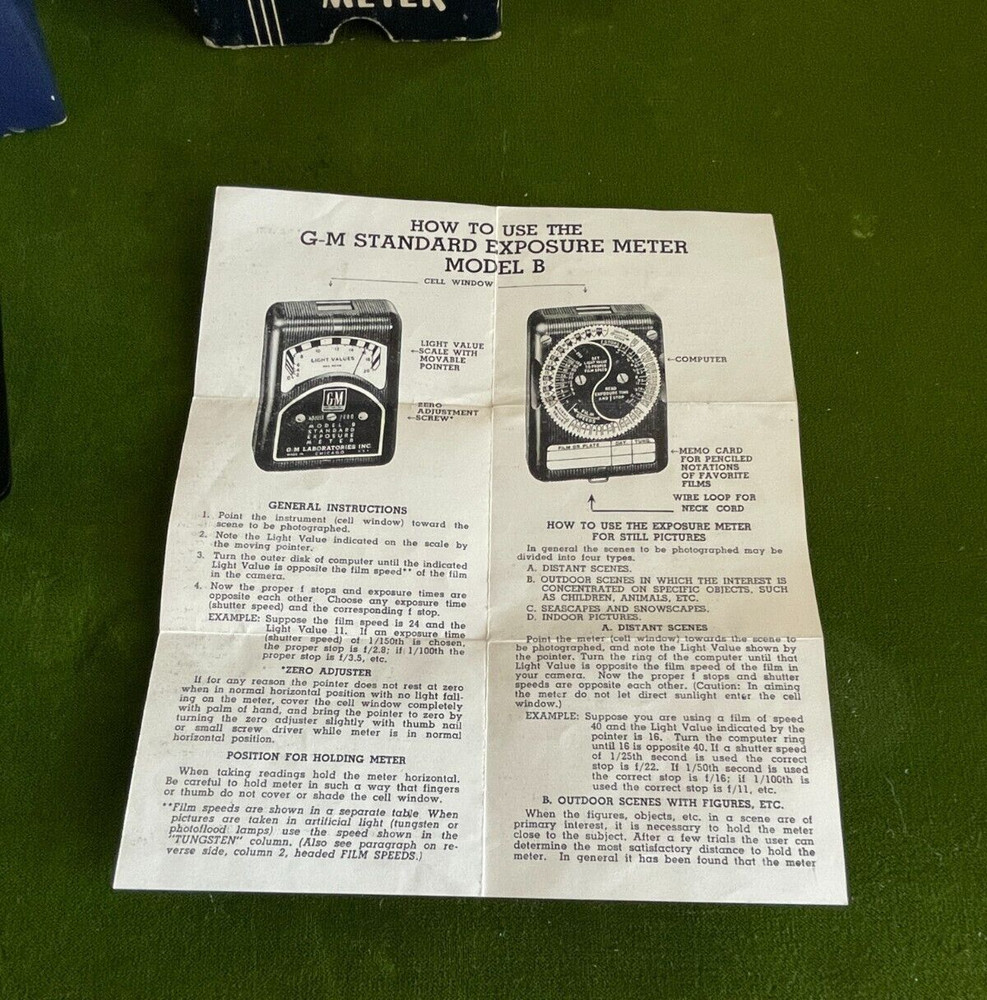 METER
HOW TO USE THE
G-M STANDARD EXPOSURE METER
MODEL B
CELL WINDOW
LIGHT VALUE
SCALE WITH
MOVABLE
POINTER
ZERO
ADJUSTMENT
SCREW*
LIGHT VALUES
GM
MODEL B
STANDARD
EXPOSURE
METER
G-M LABORATORIES INC.
CHICAGO
COMPUTER
SET
LIGHT VALUE
TO PROPER
FILM SPEED
READ
EXPOSURE TIME
AND f STOP
FILM OR PLATE DAY TUNG.
MEMO CARD
FOR PENCILED
NOTATIONS
OF FAVORITE
FILMS
WIRE LOOP FOR
NECK CORD
GENERAL INSTRUCTIONS
1. Point the instrument (cell window) toward the
scene to be photographed.
2. Note the Light Value indicated on the scale by
the moving pointer.
3. Turn the outer disk of computer until the indicated
Light Value is opposite the film speed** of the film
in the camera.
4. Now the proper f stops and exposure times are
opposite each other. Choose any exposure time
(shutter speed) and the corresponding f stop.
EXAMPLE: Suppose the film speed is 24 and the
Light Value 11. If an exposure time
(shutter speed) of 1/150th is chosen,
the proper stop is f/2.8; if 1/100th the
proper stop is f/3.5, etc.
*ZERO ADJUSTER
If for any reason the pointer does not rest at zero
when in normal horizontal position with no light fall-
ing on the meter, cover the cell window completely
with palm of hand, and bring the pointer to zero by
turning the zero adjuster slightly with thumb nail
or small screw driver while meter is in normal
horizontal position.
POSITION FOR HOLDING METER
When taking readings hold the meter horizontal.
Be careful to hold meter in such a way that fingers
or thumb do not cover or shade the cell window.
**Film speeds are shown in a separate table. When
pictures are taken in artificial light (tungsten or
photoflood lamps) use the speed shown in the
"TUNGSTEN" column. (Also see paragraph on re-
verse side, column 2, headed FILM SPEEDS.)
HOW TO USE THE EXPOSURE METER
FOR STILL PICTURES
In general the scenes to be photographed may be
divided into four types.
A. DISTANT SCENES.
B. OUTDOOR SCENES IN WHICH THE INTEREST IS
CONCENTRATED ON SPECIFIC OBJECTS, SUCH
AS CHILDREN, ANIMALS, ETC.
C. SEASCAPES AND SNOWSCAPES.
D. INDOOR PICTURES.
A. DISTANT SCENES
Point the meter (cell window) towards the scene to
be photographed, and note the Light Value shown by
the pointer. Turn the ring of the computer until that
Light Value is opposite the film speed of the film in
your camera. Now the proper f stops and shutter
speeds are opposite each other. (Caution: In aiming
the meter do not let direct sunlight enter the cell
window.)
EXAMPLE: Suppose you are using a film of speed
40 and the Light Value indicated by the
pointer is 16. Turn the computer ring
until 16 is opposite 40. If a shutter speed
of 1/25th second is used the correct
stop is f/22. If 1/50th second is used
the correct stop is f/16; if 1/100th is
used the correct stop is f/11, etc.
B. OUTDOOR SCENES WITH FIGURES, ETC.
When the figures, objects, etc. in a scene are of
primary interest, it is necessary to hold the meter
close to the subject. After a few trials the user can
determine the most satisfactory distance to hold the
meter. In general it has been found that the meter